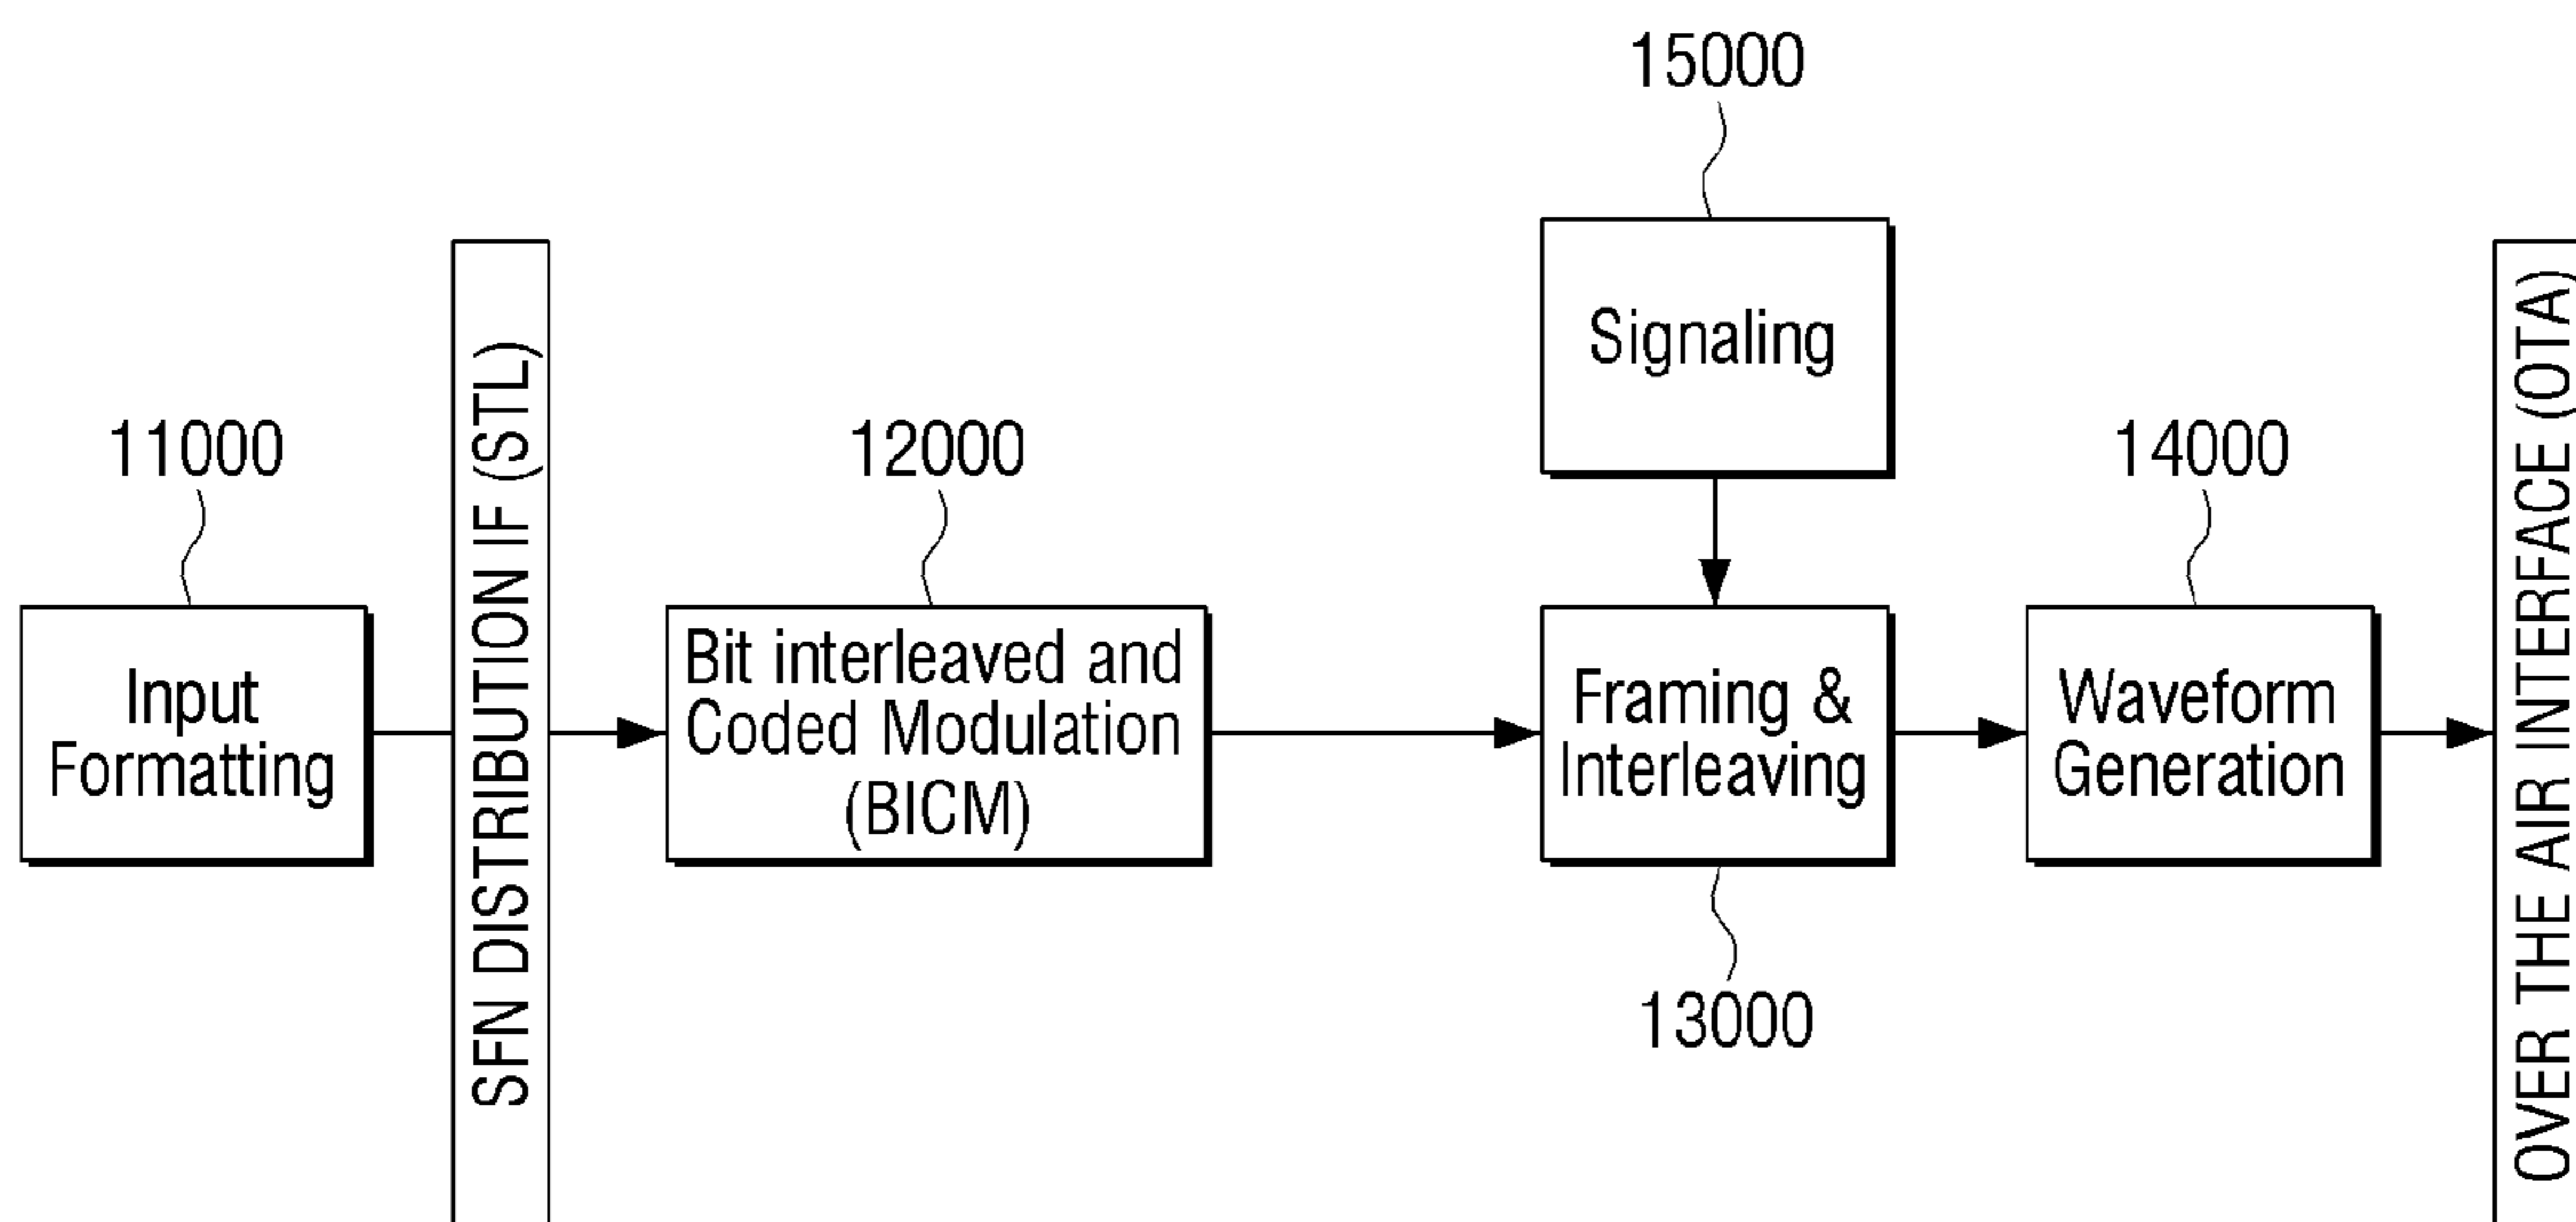 15000
Signaling
11000
12000
14000
Input
Formatting
SFN DISTRIBUTION IF (STL)
Bit interleaved and
Coded Modulation
(BICM)
Framing &
Interleaving
Waveform
Generation
OVER THE AIR INTERFACE (OTA)
13000